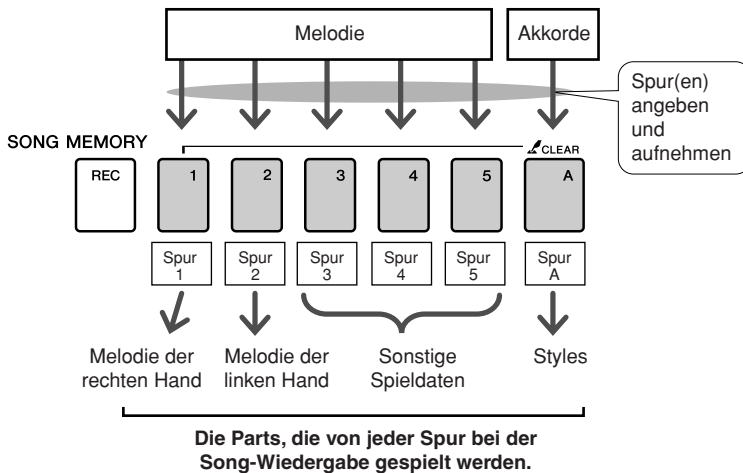 Melodie
Akkorde
Spur(en)
angeben
und
aufnehmen
SONG MEMORY
CLEAR
REC
1
2
3
4
5
A
Spur
1
Spur
2
Spur
3
Spur
4
Spur
5
Spur
A
Melodie der
rechten Hand
Melodie der
linken Hand
Sonstige
Spieldaten
Styles
Die Parts, die von jeder Spur bei der
Song-Wiedergabe gespielt werden.